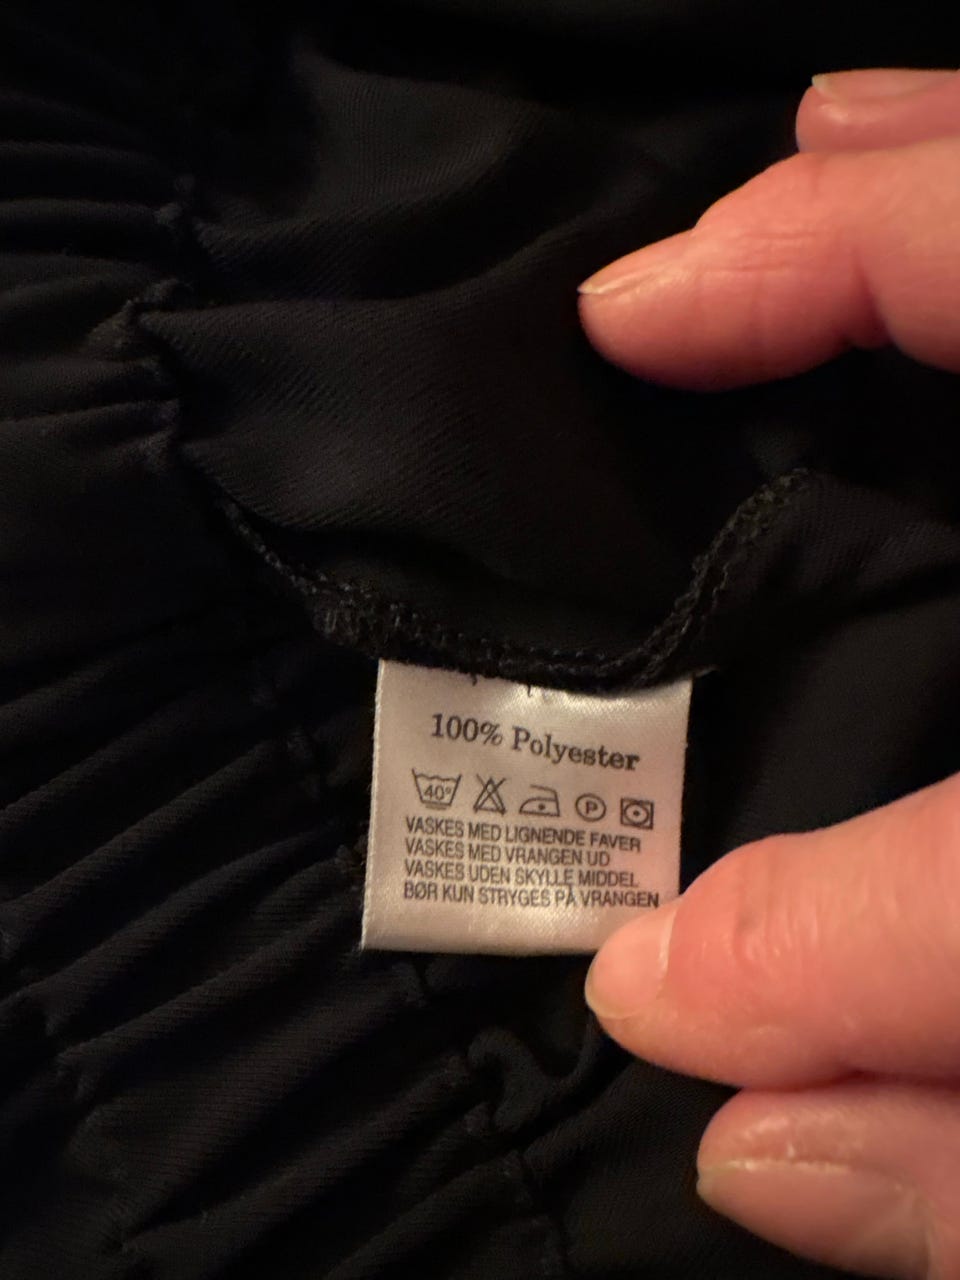 100% Polyester
40° P
VASKES MED LIGNENDE FAVER
VASKES MED VRANGEN UD
VASKES UDEN SKYLLE MIDDEL
BØR KUN STRYGES PÅ VRANGEN